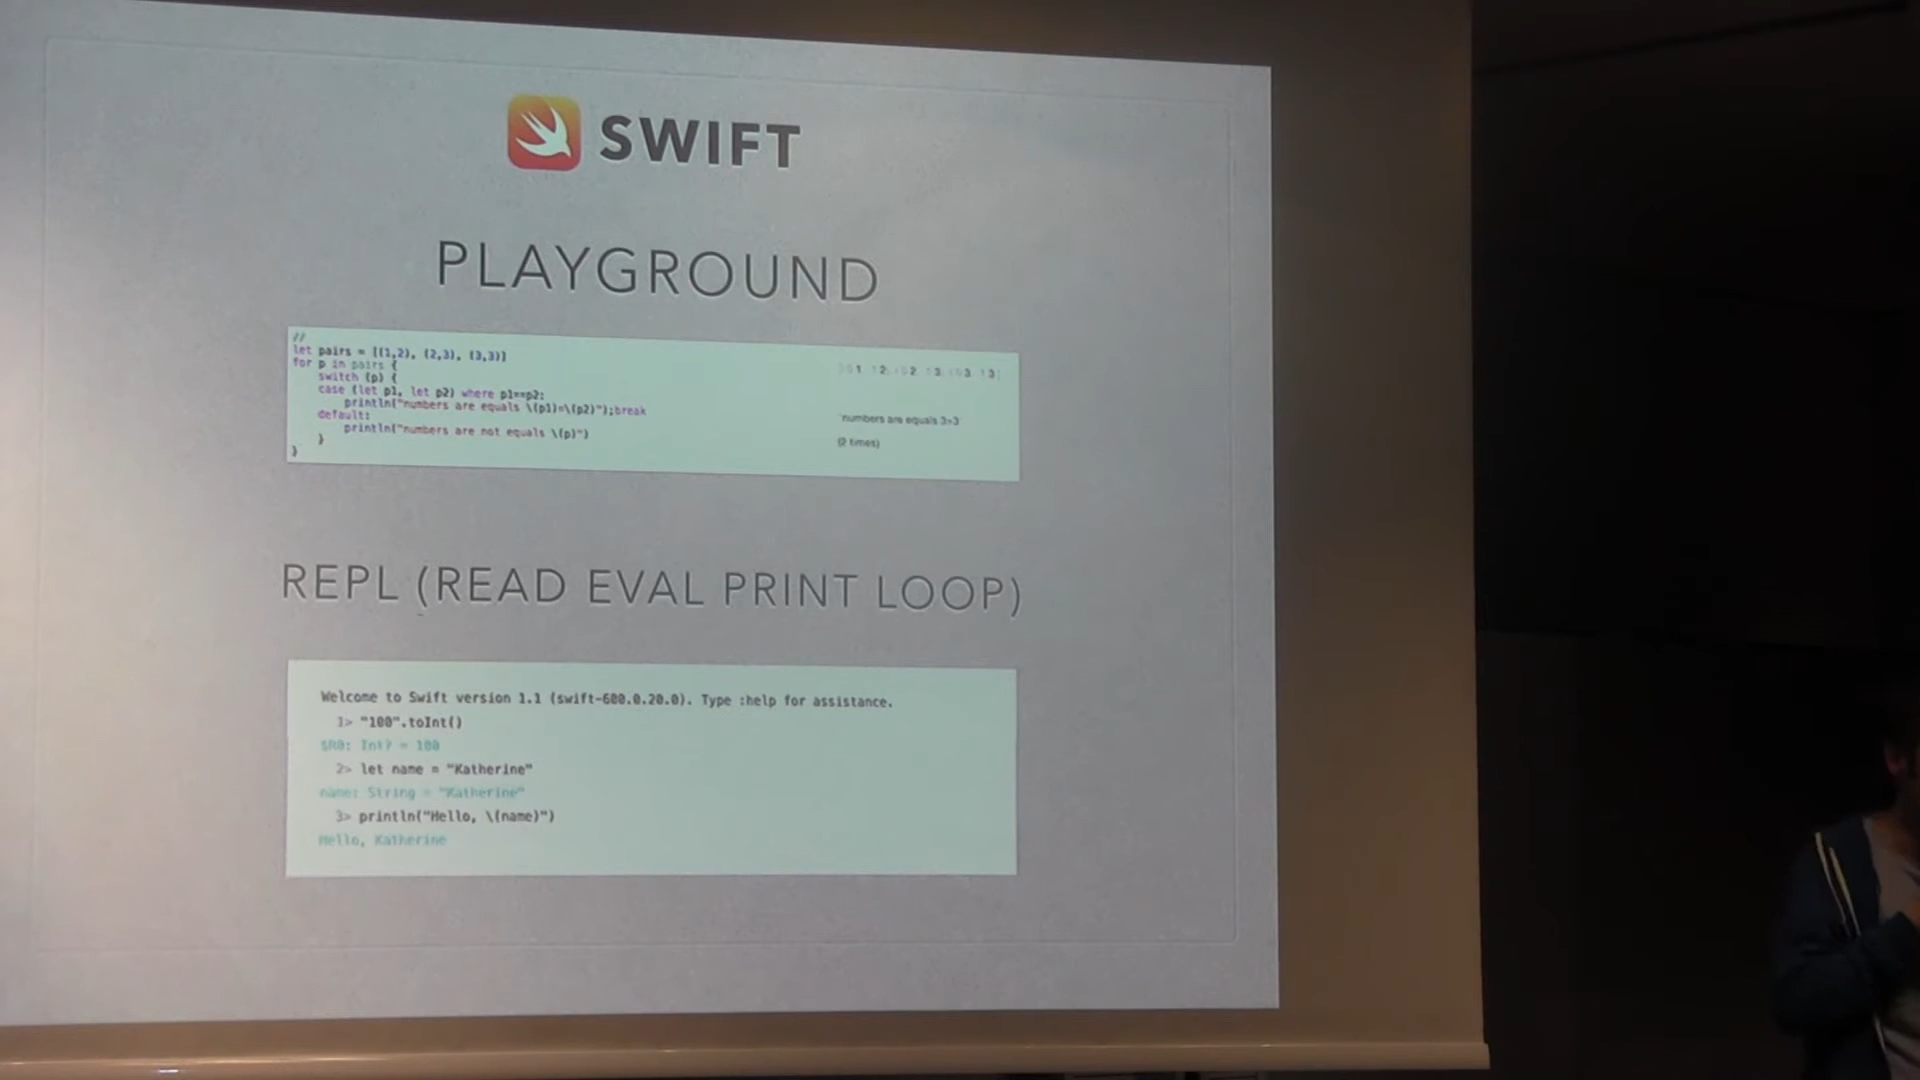 SWIFT
PLAYGROUND
//
let pairs = [(1,2), (2,3), (3,3)]
for p in pairs {
switch (p) {
case (let p1, let p2) where p1==p2:
println("numbers are equals \(p1)=\(p2)");break
default:
println("numbers are not equals \(p)")
}
}
"numbers are equals 3=3"
(2 times)
REPL (READ EVAL PRINT LOOP)
Welcome to Swift version 1.1 (swift-600.0.20.0). Type :help for assistance.
1> "100".toInt()
$R0: Int? = 100
2> let name = "Katherine"
name: String = "Katherine"
3> println("Hello, \(name)")
Hello, Katherine